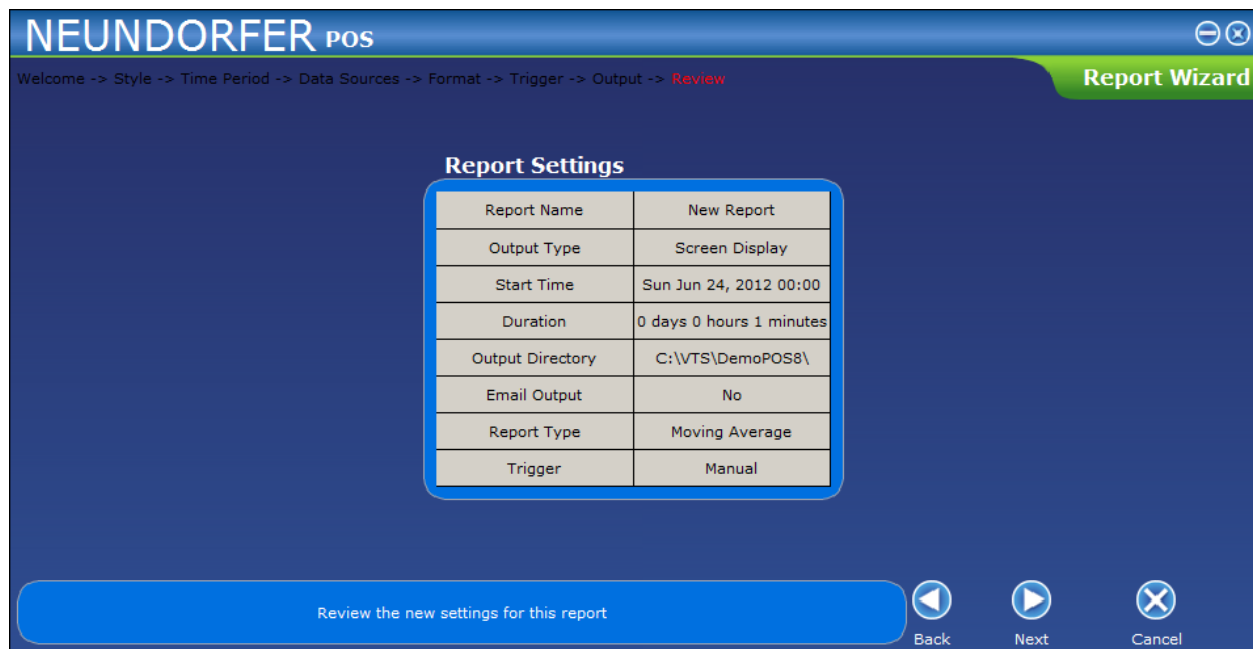 NEUNDORFER POS
Welcome -> Style -> Time Period -> Data Sources -> Format -> Trigger -> Output -> Review
Report Wizard
Report Settings
Report Name New Report
Output Type Screen Display
Start Time Sun Jun 24, 2012 00:00
Duration 0 days 0 hours 1 minutes
Output Directory C:\VTS\DemoPOS8\
Email Output No
Report Type Moving Average
Trigger Manual
Review the new settings for this report
Back Next Cancel